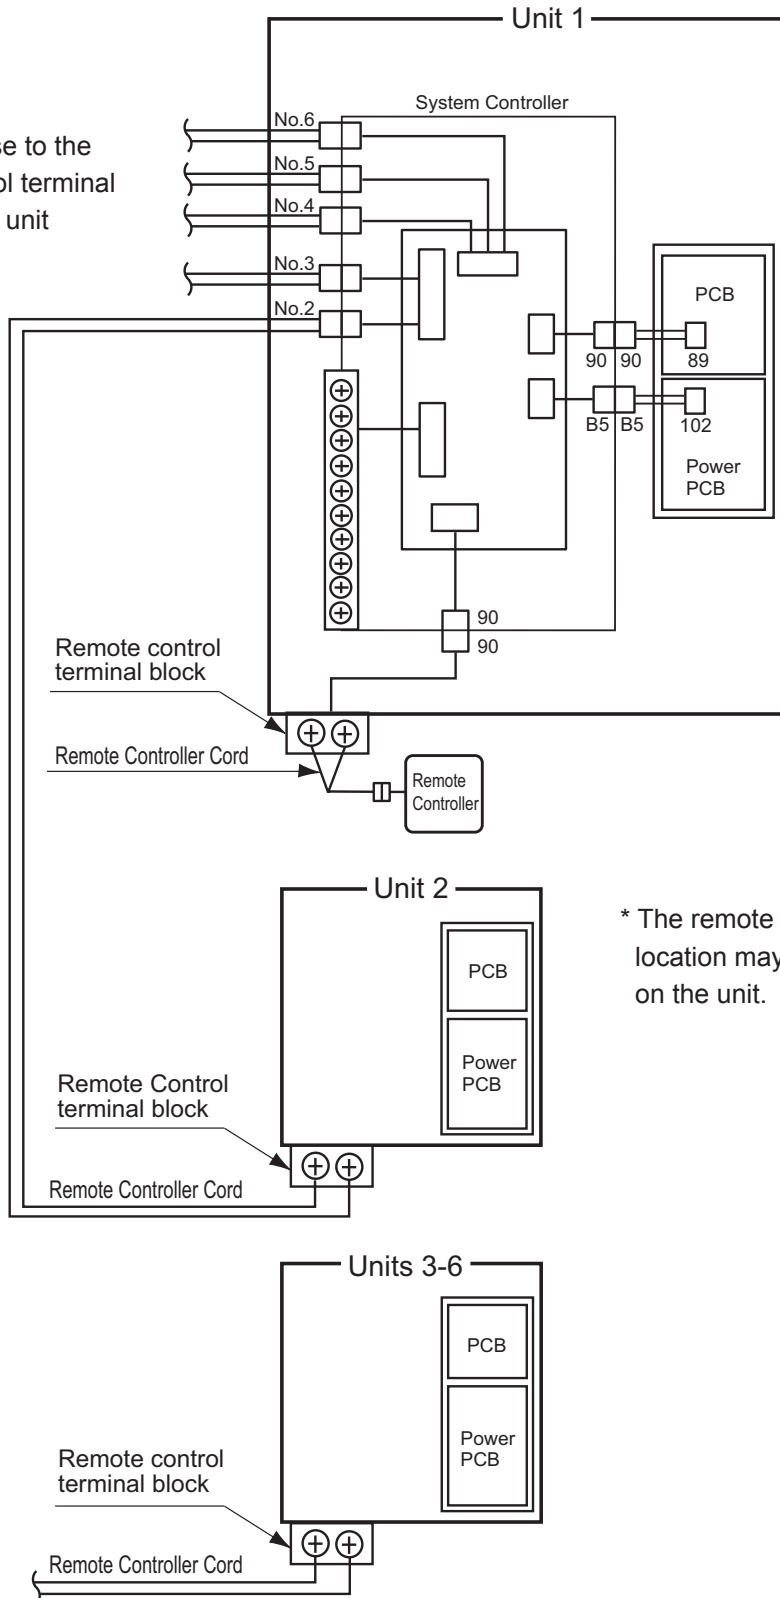 Unit 1
System Controller
No.6
se to the
No.5
ol terminal
No.4
unit
No.3
No.2
PCB
90 90 89
B5 B5 102
Power
PCB
90
90
Remote control
terminal block
Remote Controller Cord
Remote
Controller
Unit 2
* The remote
location may
on the unit.
PCB
Power
PCB
Remote Control
terminal block
Remote Controller Cord
Units 3-6
PCB
Power
PCB
Remote control
terminal block
Remote Controller Cord